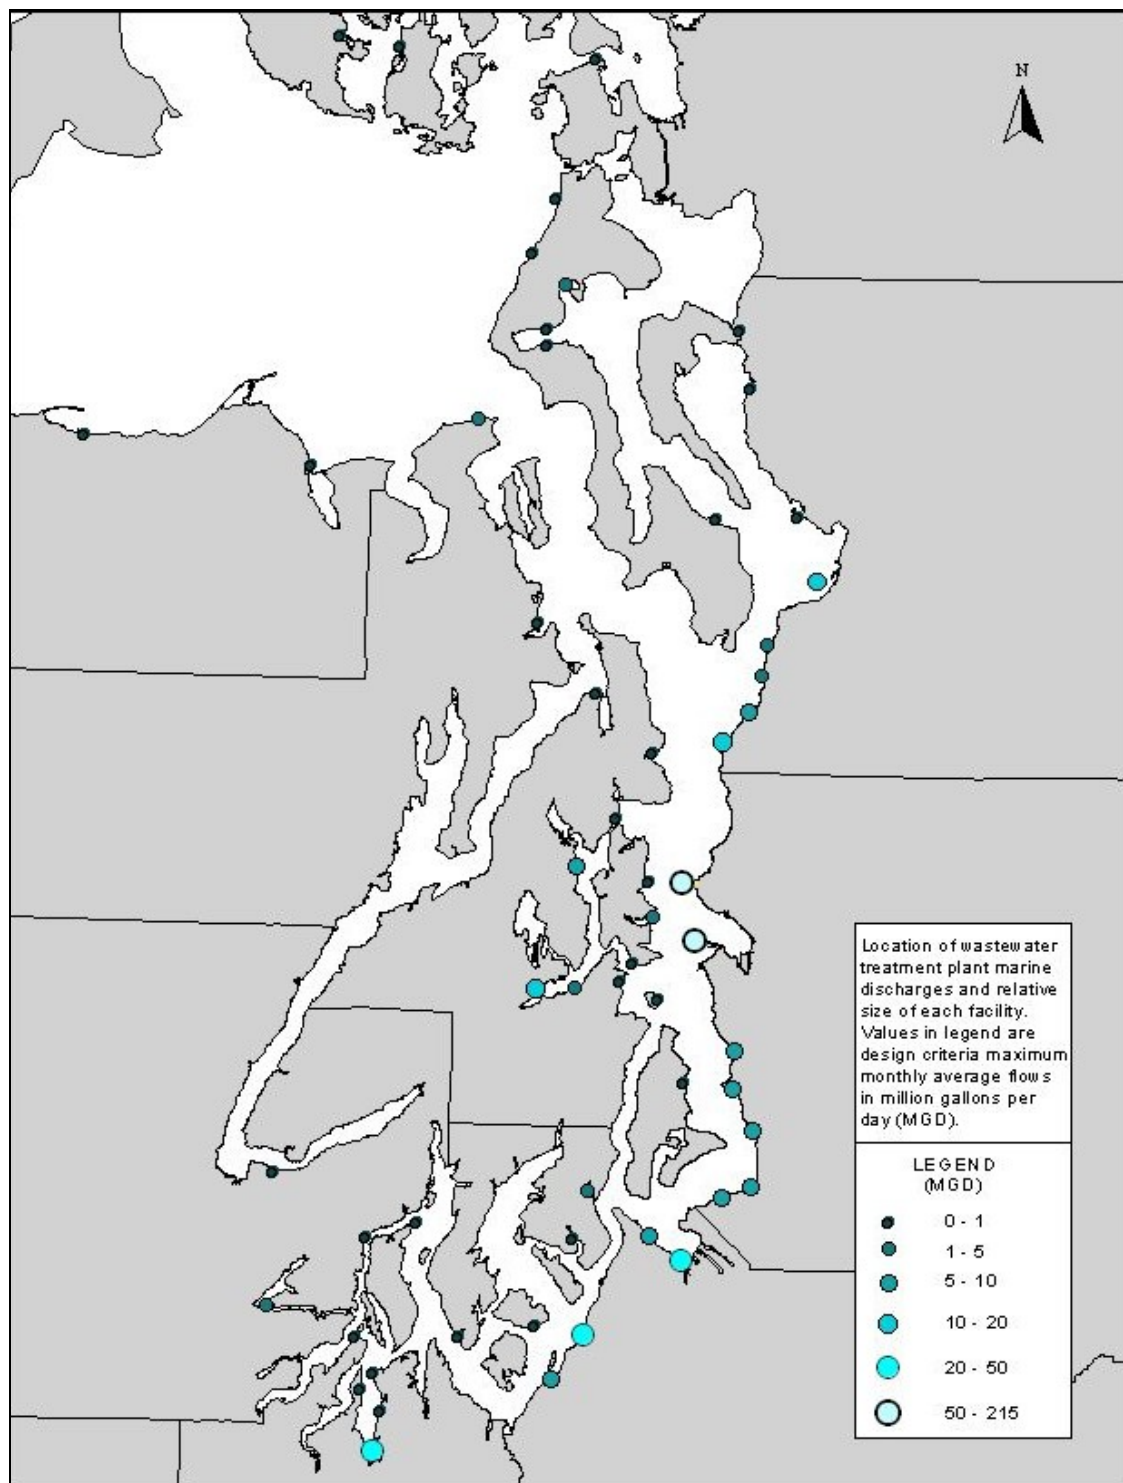 N
Location of wastewater
treatment plant marine
discharges and relative
size of each facility.
Values in legend are
design criteria maximum
monthly average flows
in million gallons per
day (MGD).
LEGEND
(MGD)
0 - 1
1 - 5
5 - 10
10 - 20
20 - 50
50 - 215